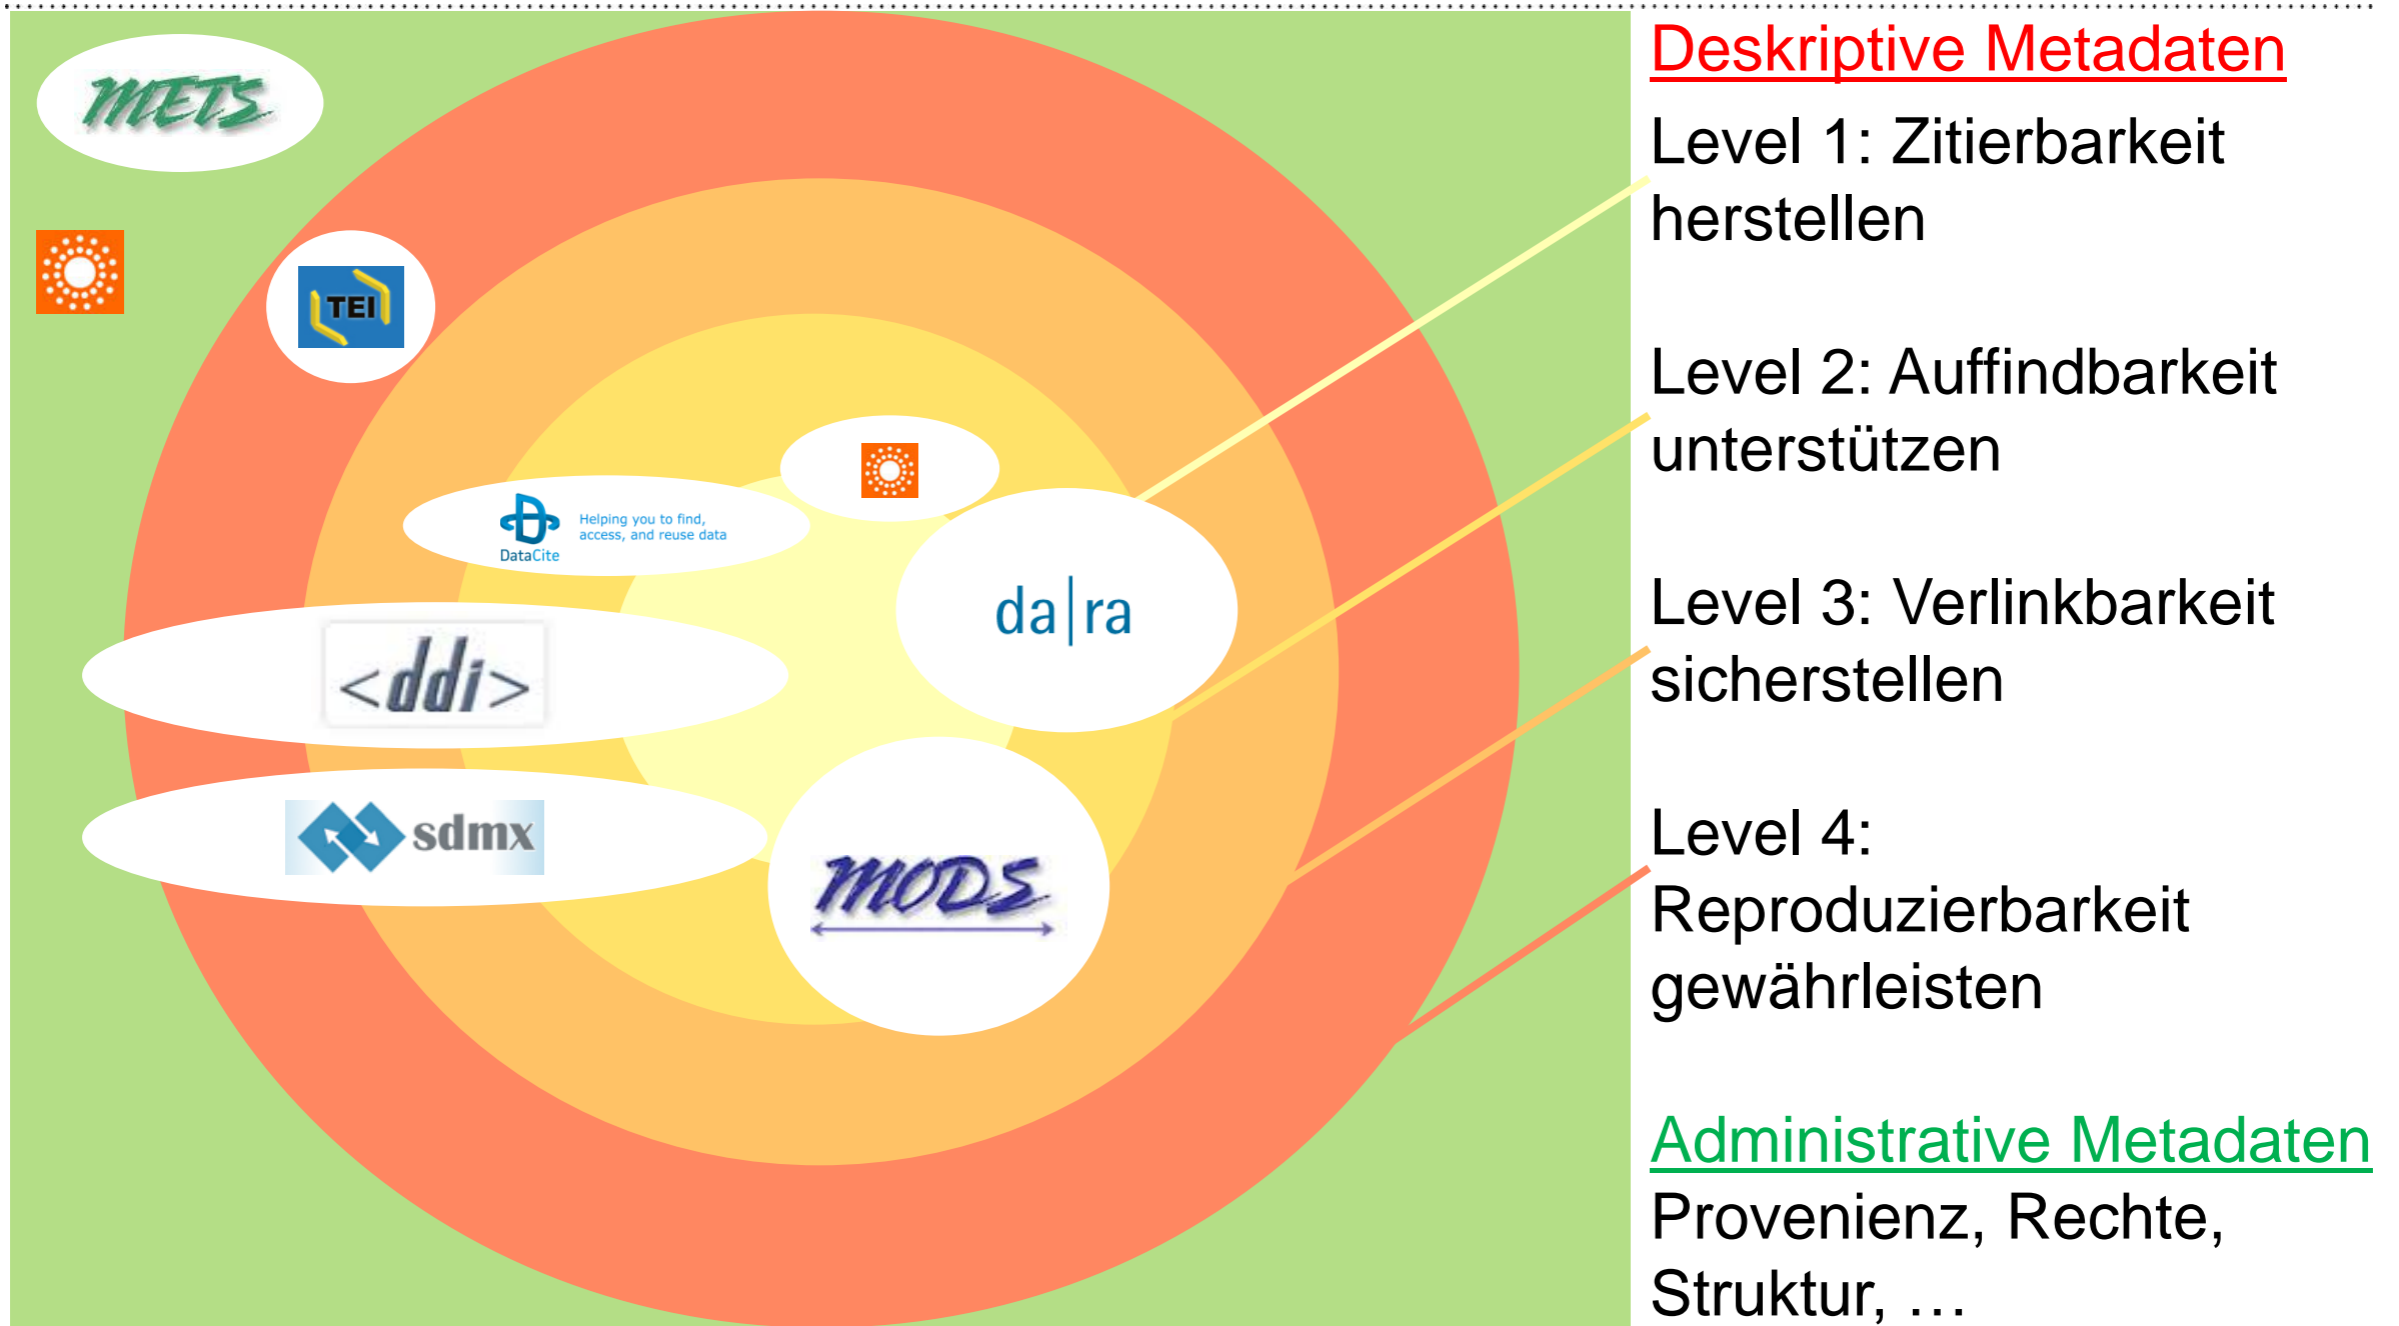 METS
TEI
DataCite
Helping you to find,
access, and reuse data
da|ra
<ddi>
sdmx
MODS
Deskriptive Metadaten
Level 1: Zitierbarkeit
herstellen
Level 2: Auffindbarkeit
unterstützen
Level 3: Verlinkbarkeit
sicherstellen
Level 4:
Reproduzierbarkeit
gewährleisten
Administrative Metadaten
Provenienz, Rechte,
Struktur, …